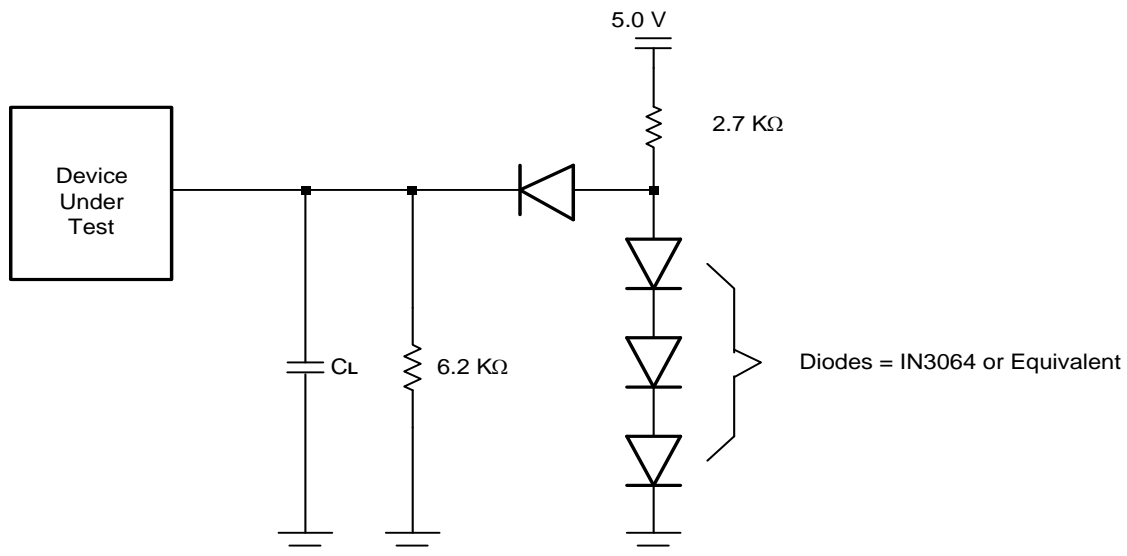 5.0 V
2.7 KΩ
Device
Under
Test
CL
6.2 KΩ
Diodes = IN3064 or Equivalent